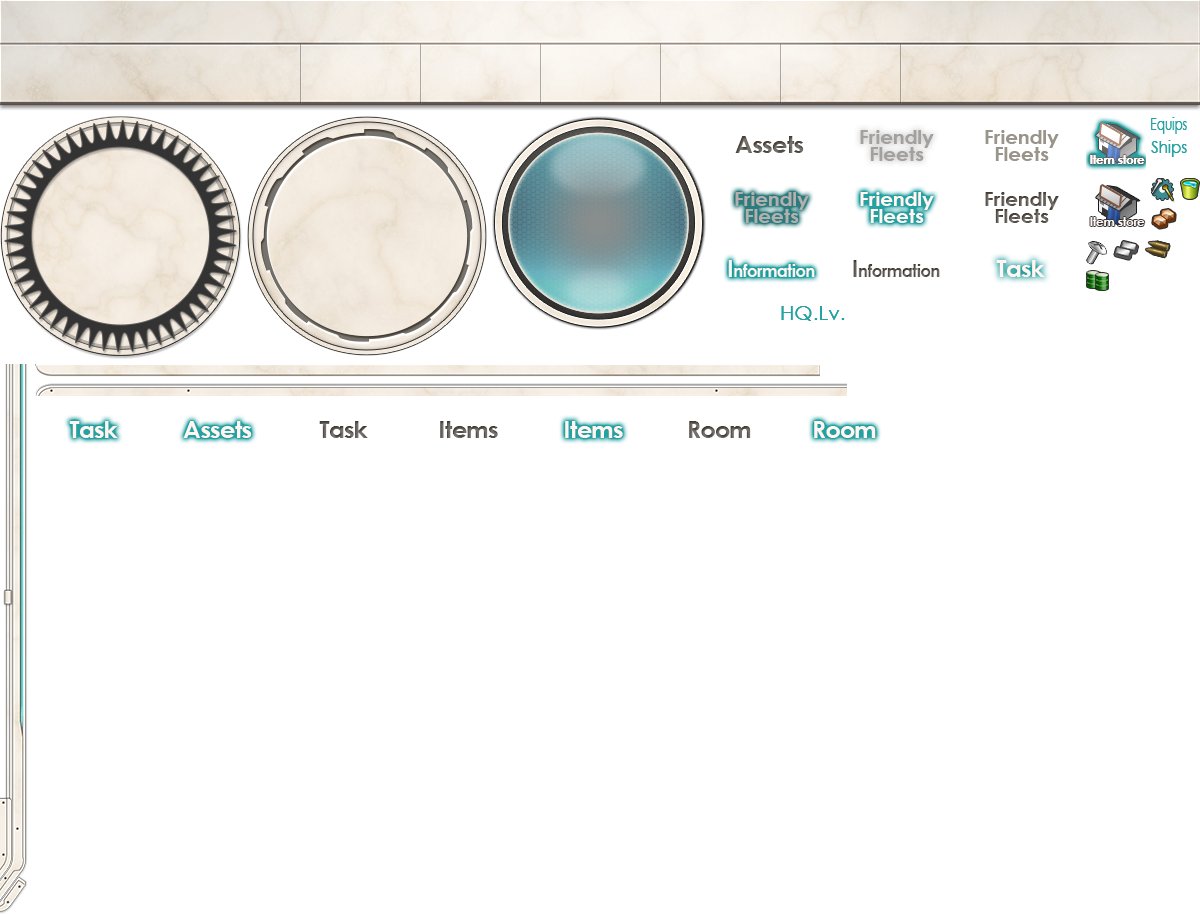 Assets
Friendly
Fleets
Friendly
Fleets
Item store
Equips
Ships
Friendly
Fleets
Friendly
Fleets
Friendly
Fleets
Item store
Information
Information
Task
HQ.Lv.
Task
Assets
Task
Items
Items
Room
Room